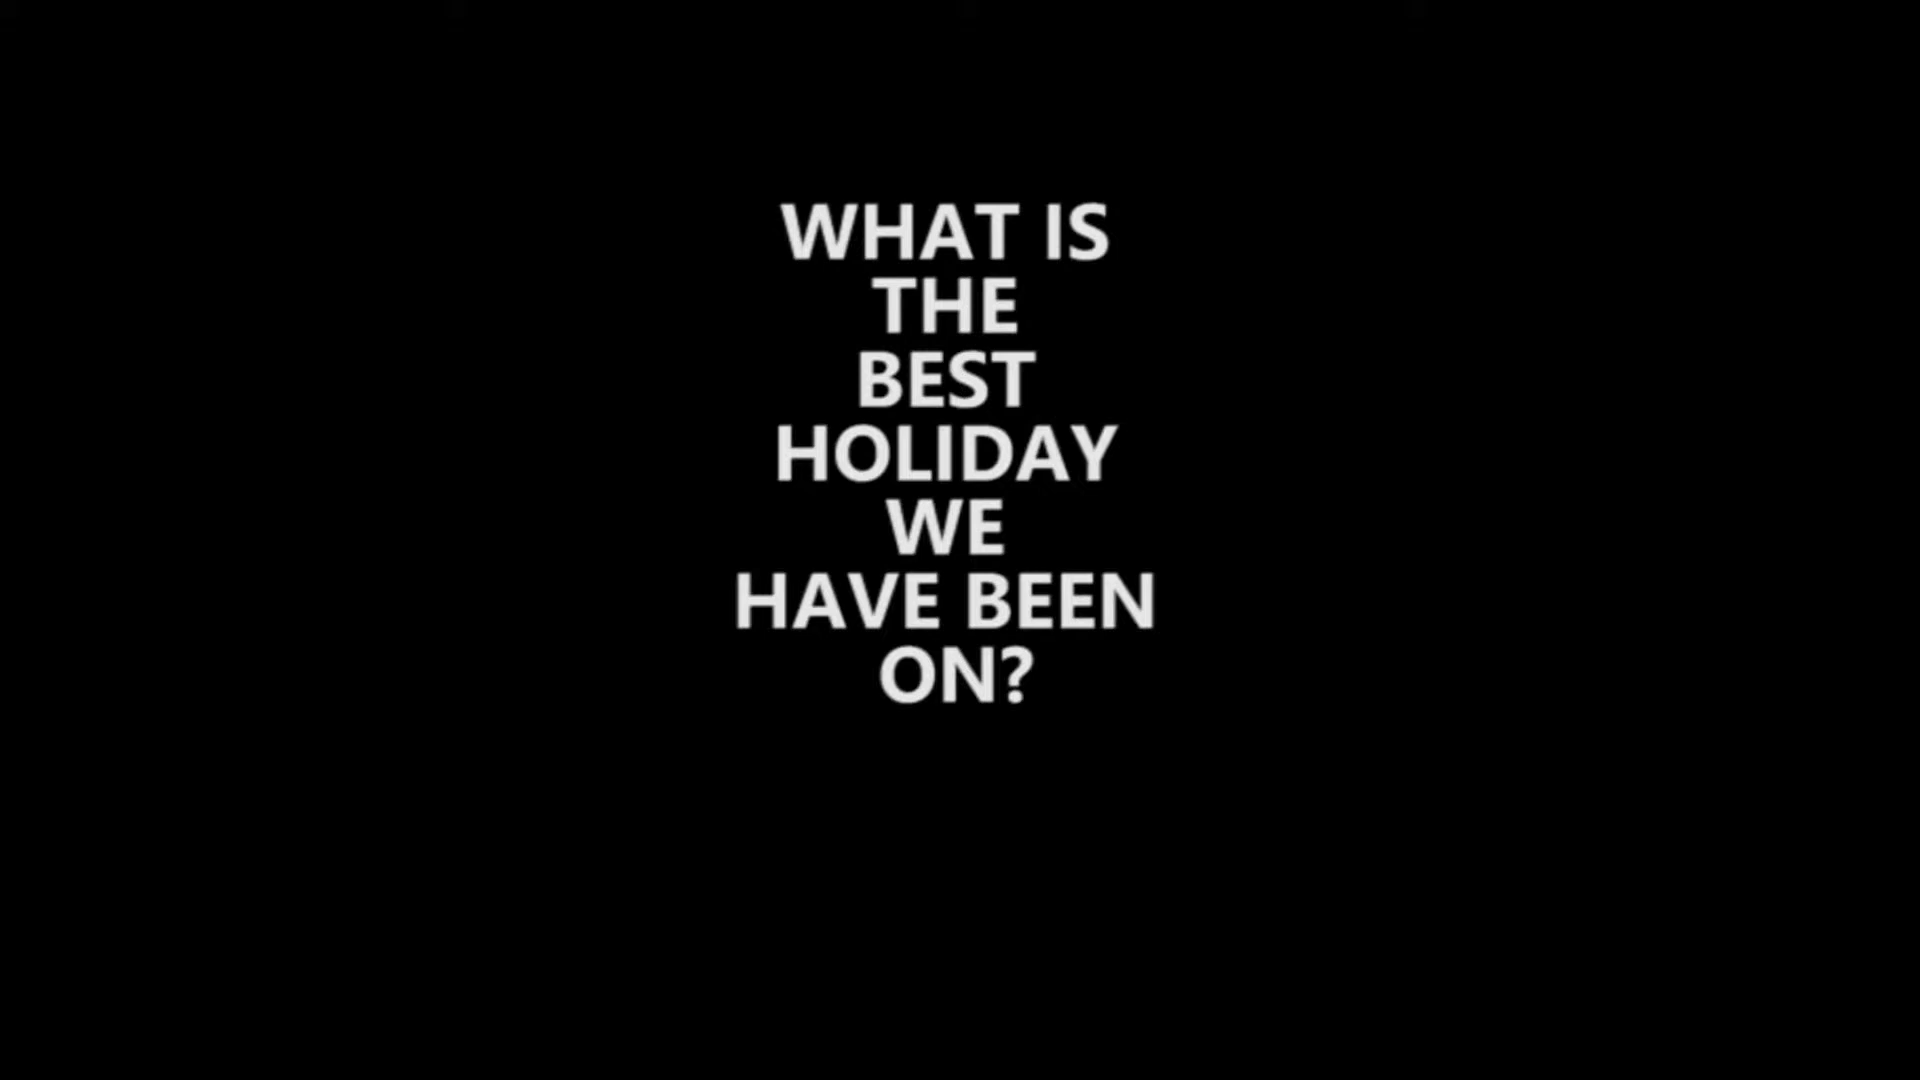 WHAT IS
THE
BEST
HOLIDAY
WE
HAVE BEEN
ON?